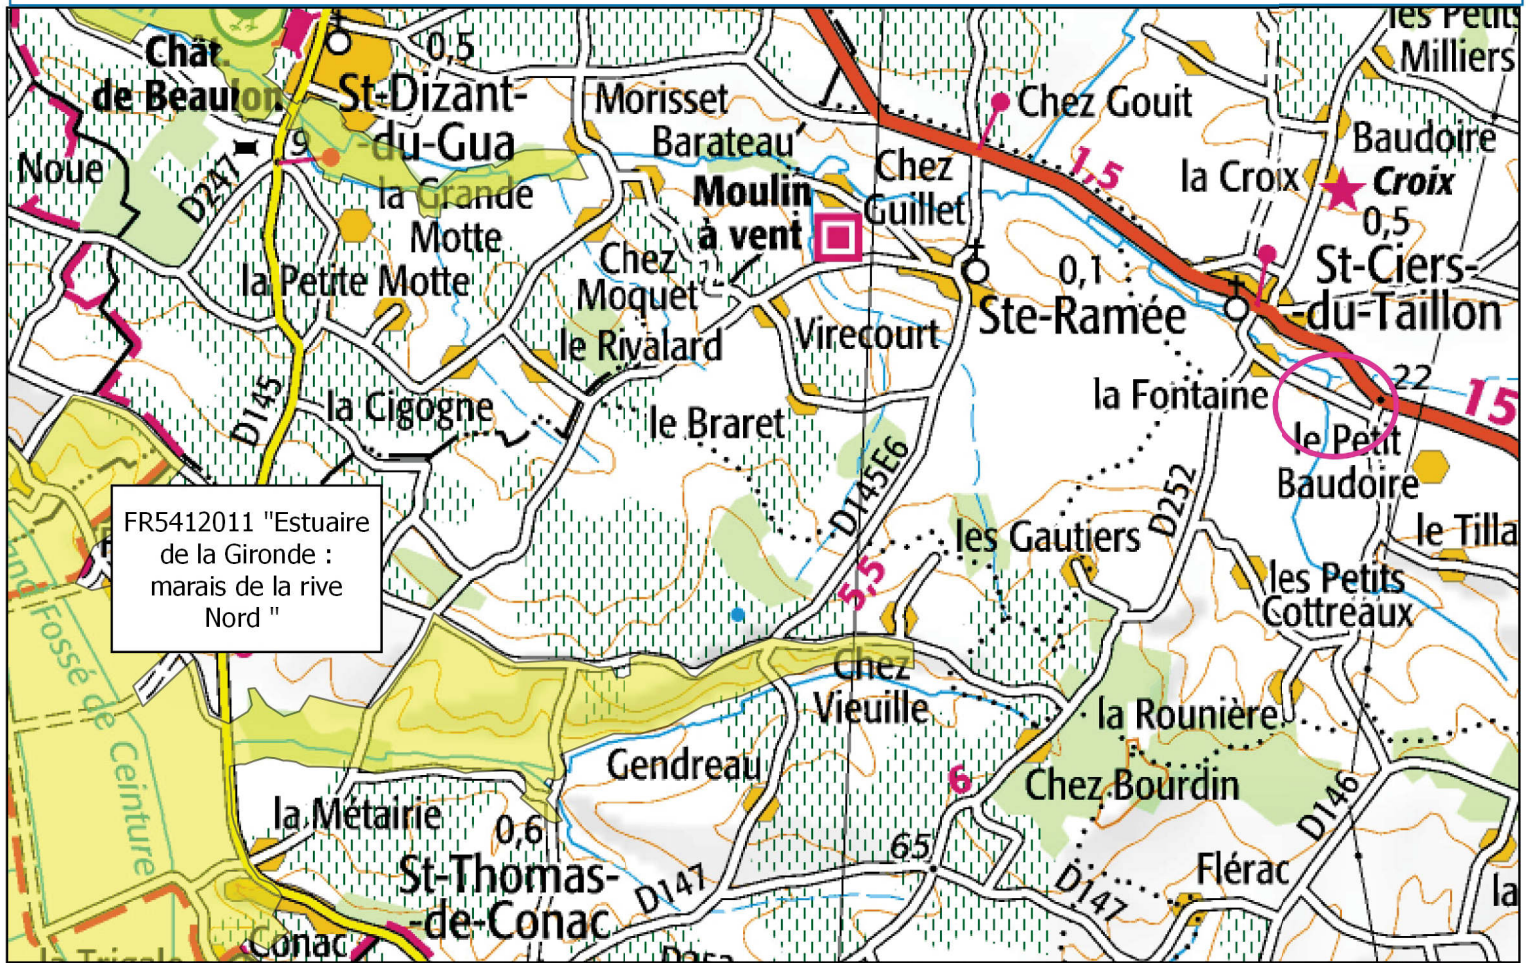 les Petits
Milliers
Chât.
de Beaulon
0,5
St-Dizant-
-du-Gua
Morisset
Barateau
Chez Gouit
Baudoire
la Croix
Croix
0,5
Noue
D247
9
la Grande
Motte
Moulin
à vent
Chez
Guillet
1,5
la Petite Motte
Chez
Moquet
0,1
Ste-Ramée
St-Ciers-
-du-Taillon
le Rivalard
Virecourt
D145
la Cigogne
le Braret
la Fontaine
22
15
le Petit
Baudoire
D145E6
D252
FR5412011 "Estuaire
de la Gironde :
marais de la rive
Nord "
les Gautiers
le Tilla
5,5
les Petits
Cottreaux
Fossé de Ceinture
Chez
Vieuille
la Rounière
Gendreau
6
Chez Bourdin
la Métairie
0,6
D146
65
St-Thomas-
-de-Conac
D147
D147
Flérac
la
Conac